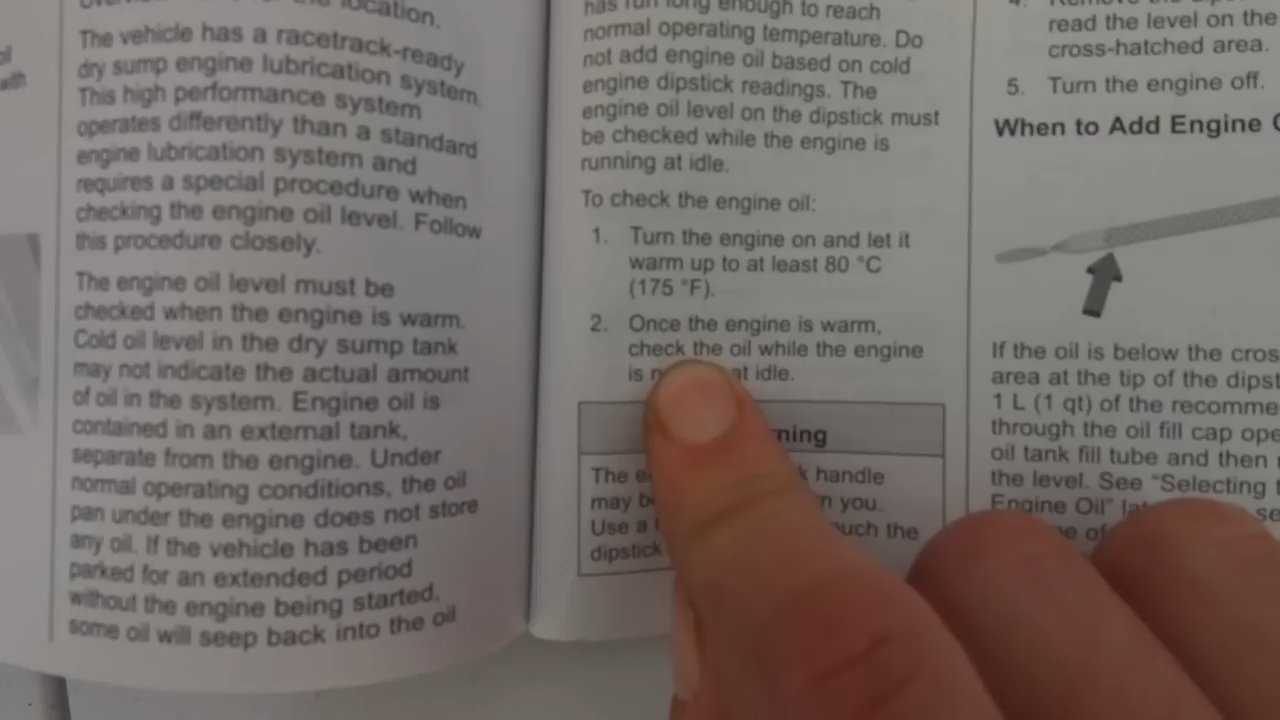 location.
The vehicle has a racetrack-ready
dry sump engine lubrication system.
This high performance system
operates differently than a standard
engine lubrication system and
requires a special procedure when
checking the engine oil level. Follow
this procedure closely.
The engine oil level must be
checked when the engine is warm.
Cold oil level in the dry sump tank
may not indicate the actual amount
of oil in the system. Engine oil is
contained in an external tank,
separate from the engine. Under
normal operating conditions, the oil
pan under the engine does not store
any oil. If the vehicle has been
parked for an extended period
without the engine being started,
some oil will seep back into the oil
has run long enough to reach
normal operating temperature. Do
not add engine oil based on cold
engine dipstick readings. The
engine oil level on the dipstick must
be checked while the engine is
running at idle.
To check the engine oil:
1. Turn the engine on and let it
warm up to at least 80 °C
(175 °F).
2. Once the engine is warm,
check the oil while the engine
is at idle.
The handle
may you.
Use a the
dipstick
read the level on the
cross-hatched area.
5. Turn the engine off.
When to Add Engine
If the oil is below the
area at the tip of the
1 L (1 qt) of the
through the oil fill cap
oil tank fill tube and then
the level. See "Selecting
Engine Oil"
of